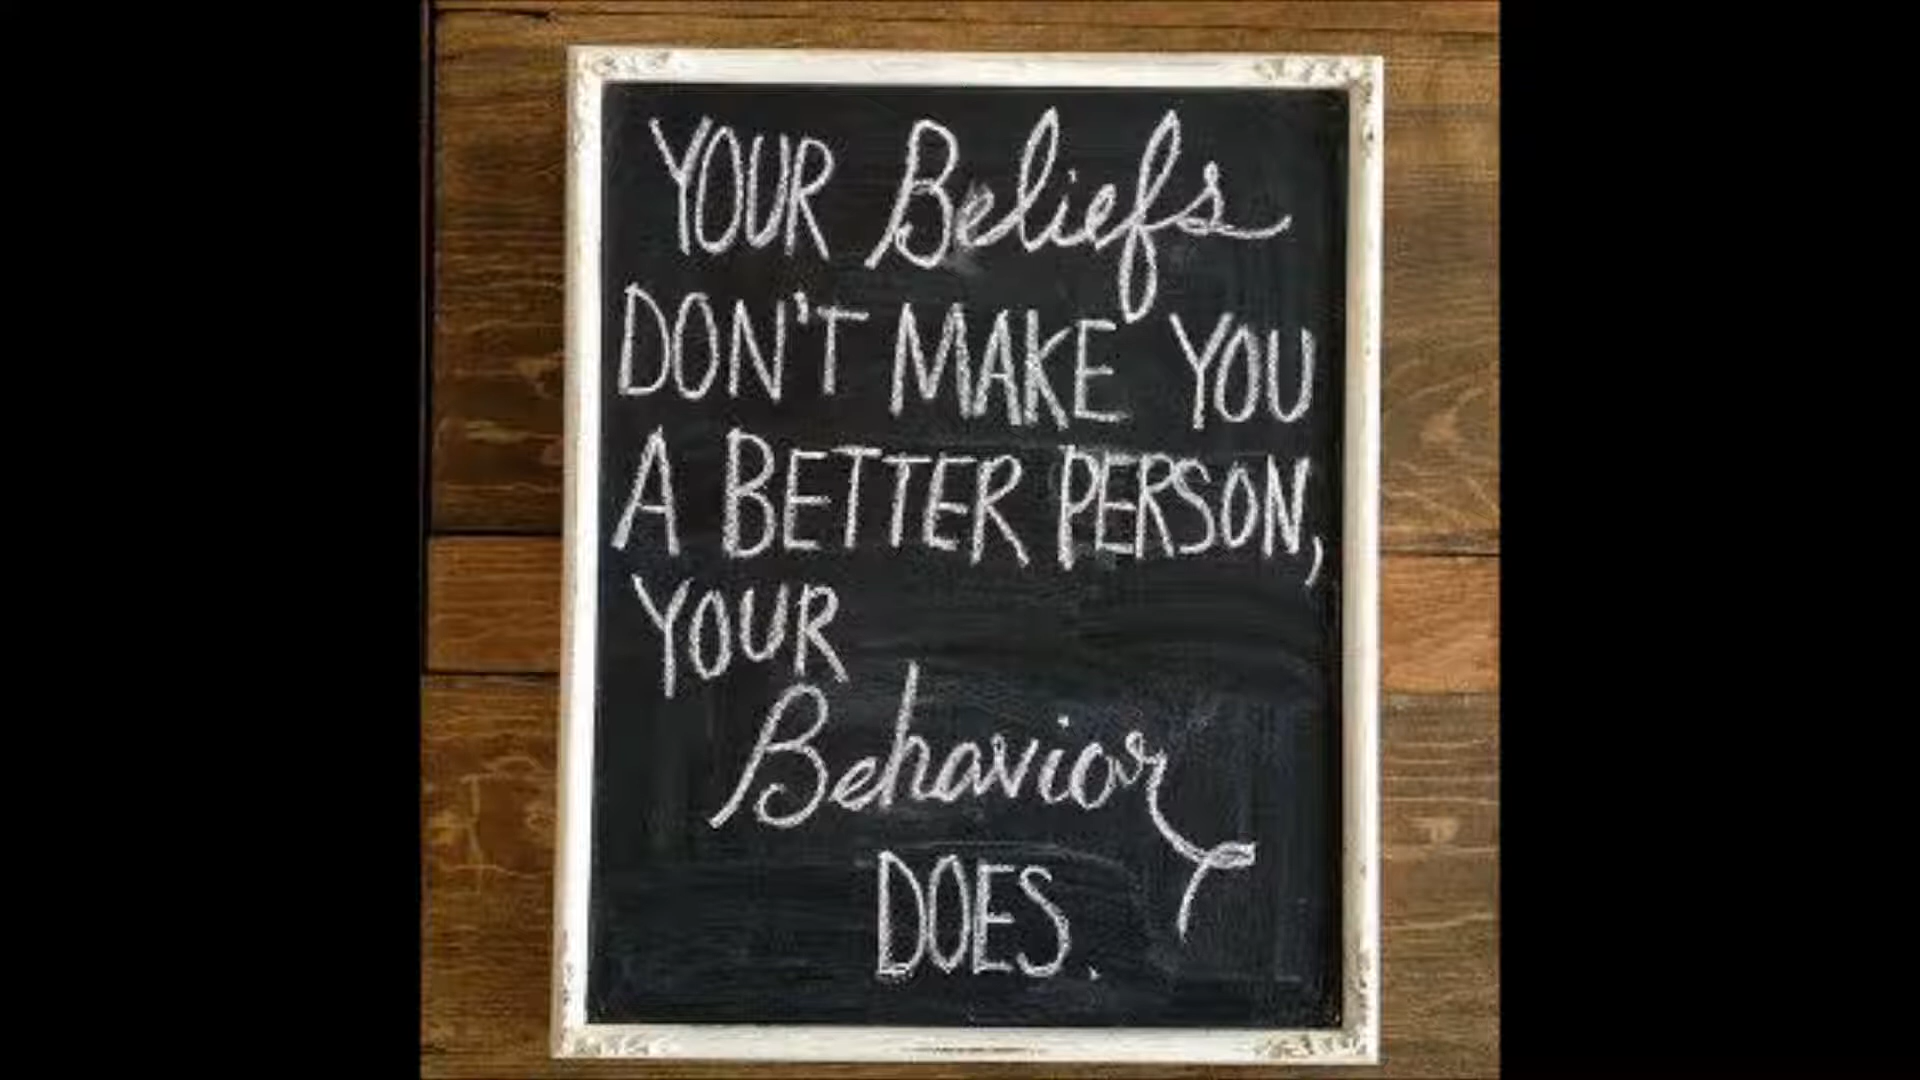 YOUR Beliefs
DON'T MAKE YOU
A BETTER PERSON,
YOUR
Behavior
DOES.